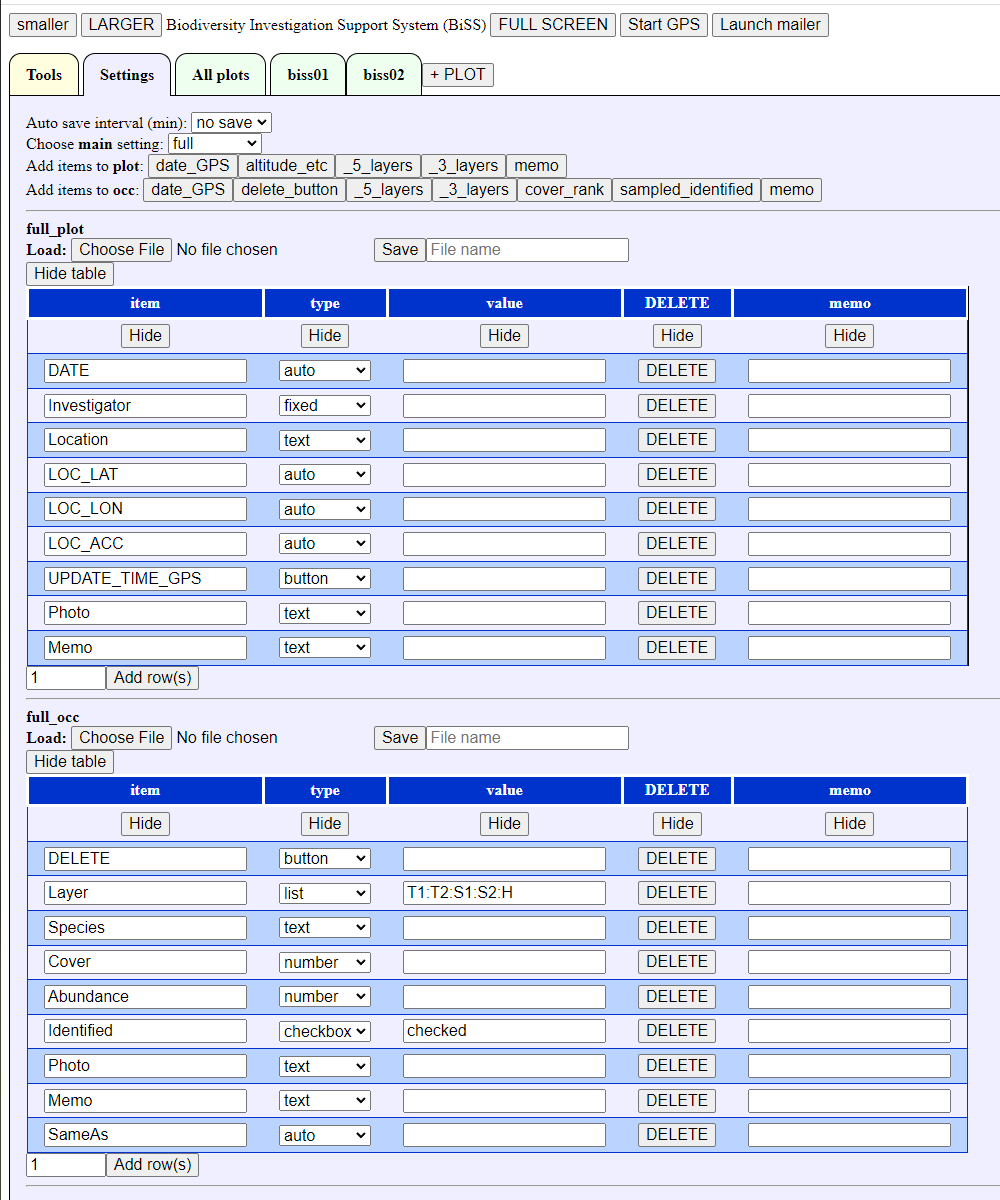 smaller LARGER Biodiversity Investigation Support System (BiSS) FULL SCREEN Start GPS Launch mailer
Tools Settings All plots biss01 biss02 + PLOT
Auto save interval (min): no save
Choose main setting: full
Add items to plot: date_GPS altitude_etc _5_layers _3_layers memo
Add items to occ: date_GPS delete_button _5_layers _3_layers cover_rank sampled_identified memo
full_plot
Load: Choose File No file chosen Save File name
Hide table
item type value DELETE memo
Hide Hide Hide Hide Hide
DATE auto DELETE
Investigator fixed DELETE
Location text DELETE
LOC_LAT auto DELETE
LOC_LON auto DELETE
LOC_ACC auto DELETE
UPDATE_TIME_GPS button DELETE
Photo text DELETE
Memo text DELETE
1 Add row(s)
full_occ
Load: Choose File No file chosen Save File name
Hide table
item type value DELETE memo
Hide Hide Hide Hide Hide
DELETE button DELETE
Layer list T1:T2:S1:S2:H DELETE
Species text DELETE
Cover number DELETE
Abundance number DELETE
Identified checkbox checked DELETE
Photo text DELETE
Memo text DELETE
SameAs auto DELETE
1 Add row(s)